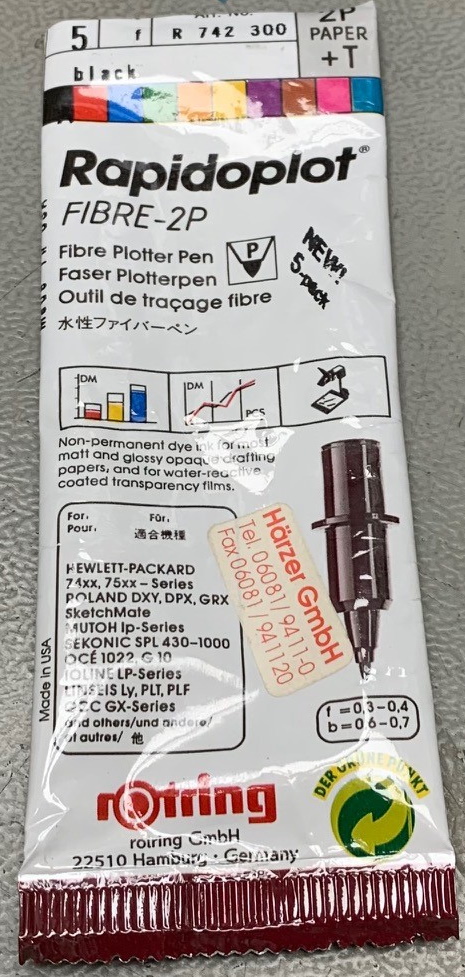 Art. No. 2P
5 f R 742 300 PAPER
+T
black
Rapidoplot®
FIBRE-2P
Fibre Plotter Pen
Faser Plotterpen
Outil de traçage fibre
水性ファイバーペン
P
NEW!
5-pack
DM
DM
PCS
Non-permanent dye ink for most
matt and glossy opaque drafting
papers, and for water-reactive
coated transparency films.
For: Für:
Pour: 適合機種
HEWLETT-PACKARD
74xx, 75xx – Series
ROLAND DXY, DPX, GRX
SketchMate
MUTOH Ip-Series
SEKONIC SPL 430-1000
OCÉ 1022, G 10
IOLINE LP-Series
LINSEIS Ly, PLT, PLF
GCC GX-Series
and others/und andere/
et autres/ 他
Made in USA
Härzer GmbH
Tel. 06081/9411-0
Fax 06081/941120
f =0,3-0,4
b=0,6-0,7
rotring
rotring GmbH
22510 Hamburg · Germany
DER GRÜNE PUNKT